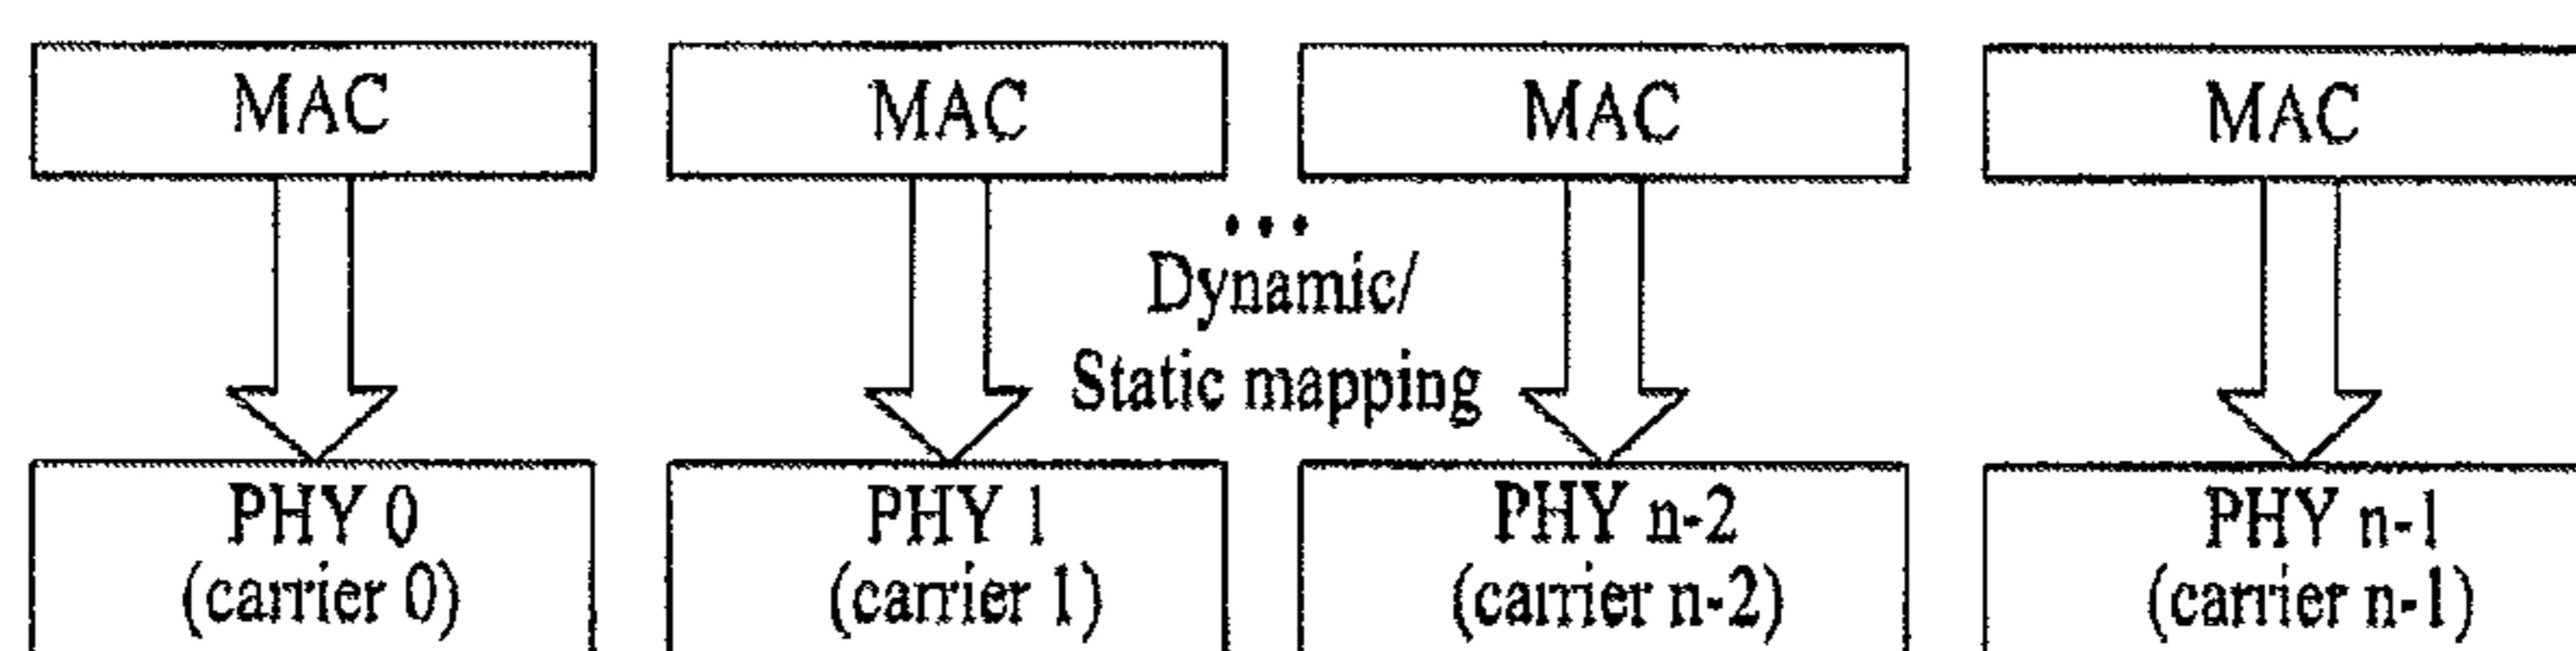 MAC MAC MAC MAC
•••
Dynamic/
Static mapping
PHY 0 PHY 1 PHY n-2 PHY n-1
(carrier 0) (carrier 1) (carrier n-2) (carrier n-1)